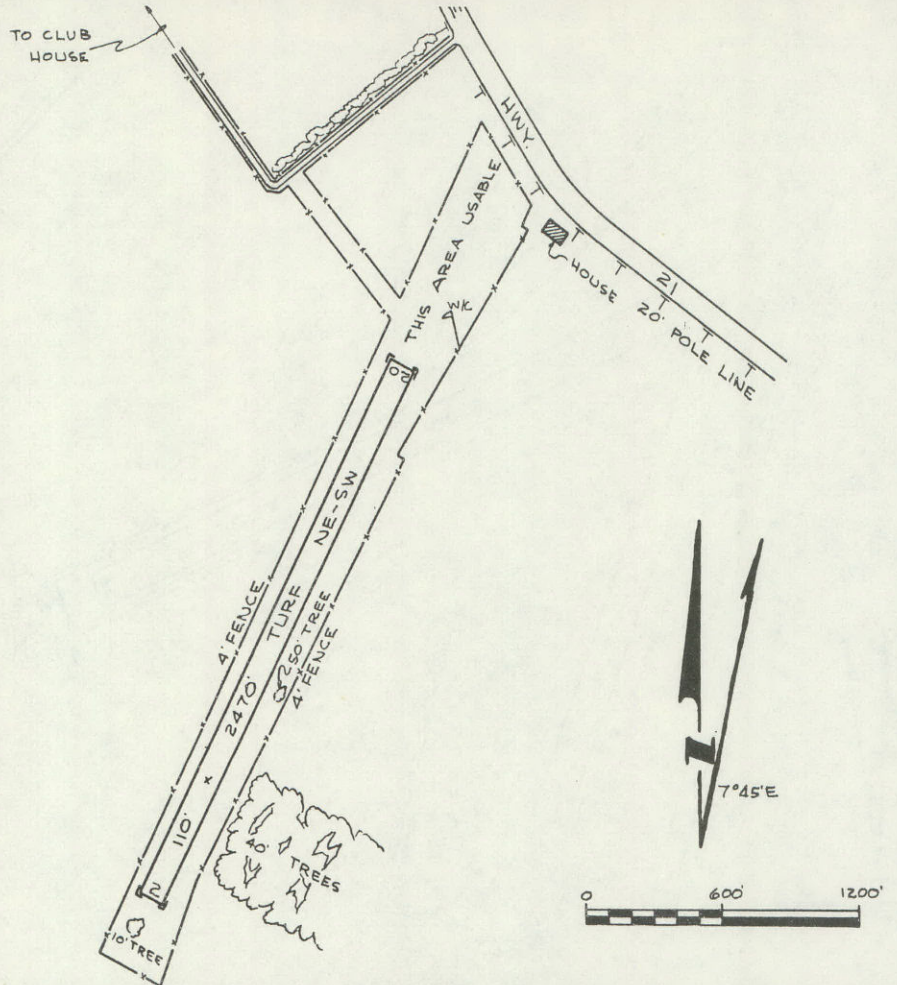 TO CLUB
HOUSE
HWY.
21
THIS AREA USABLE
HOUSE
20' POLE LINE
20
NE-SW
TURF
2470' x 110'
4' FENCE
50' TREE
4' FENCE
40' TREES
2
10' TREE
7°45'E
0 600' 1200'